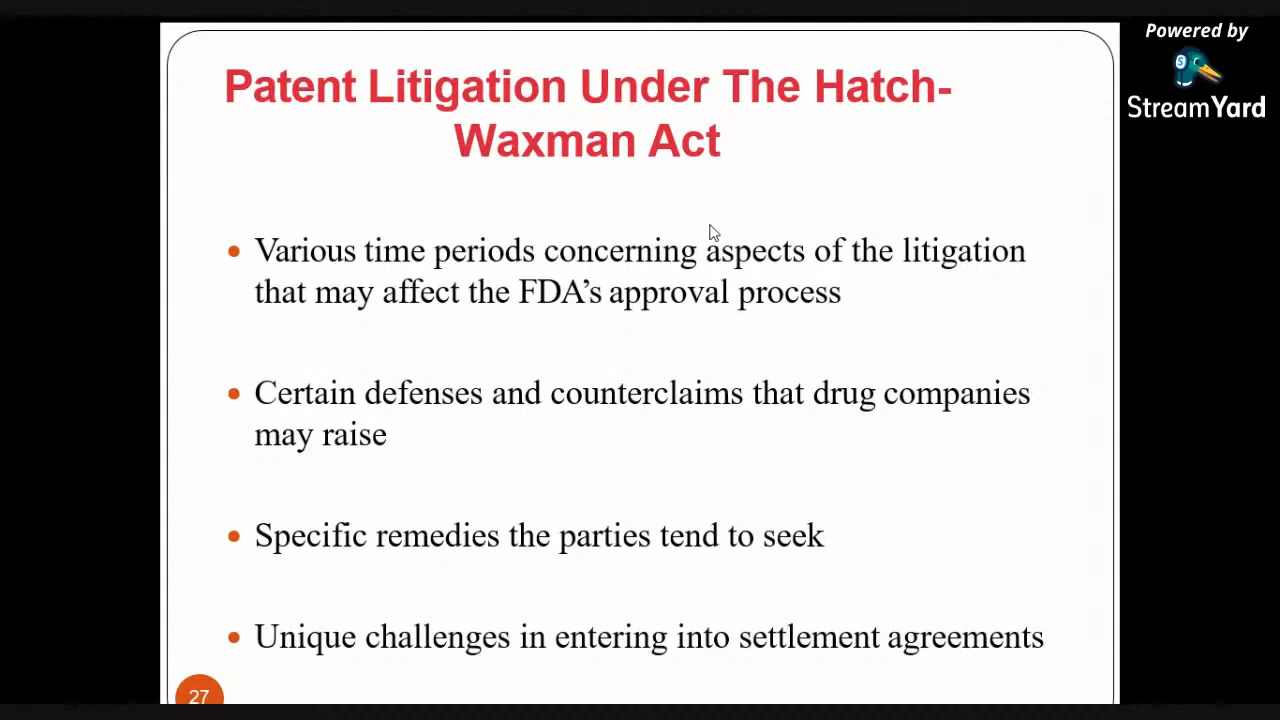 Powered by
StreamYard
Patent Litigation Under The Hatch-
Waxman Act
• Various time periods concerning aspects of the litigation
that may affect the FDA’s approval process
• Certain defenses and counterclaims that drug companies
may raise
• Specific remedies the parties tend to seek
• Unique challenges in entering into settlement agreements
27